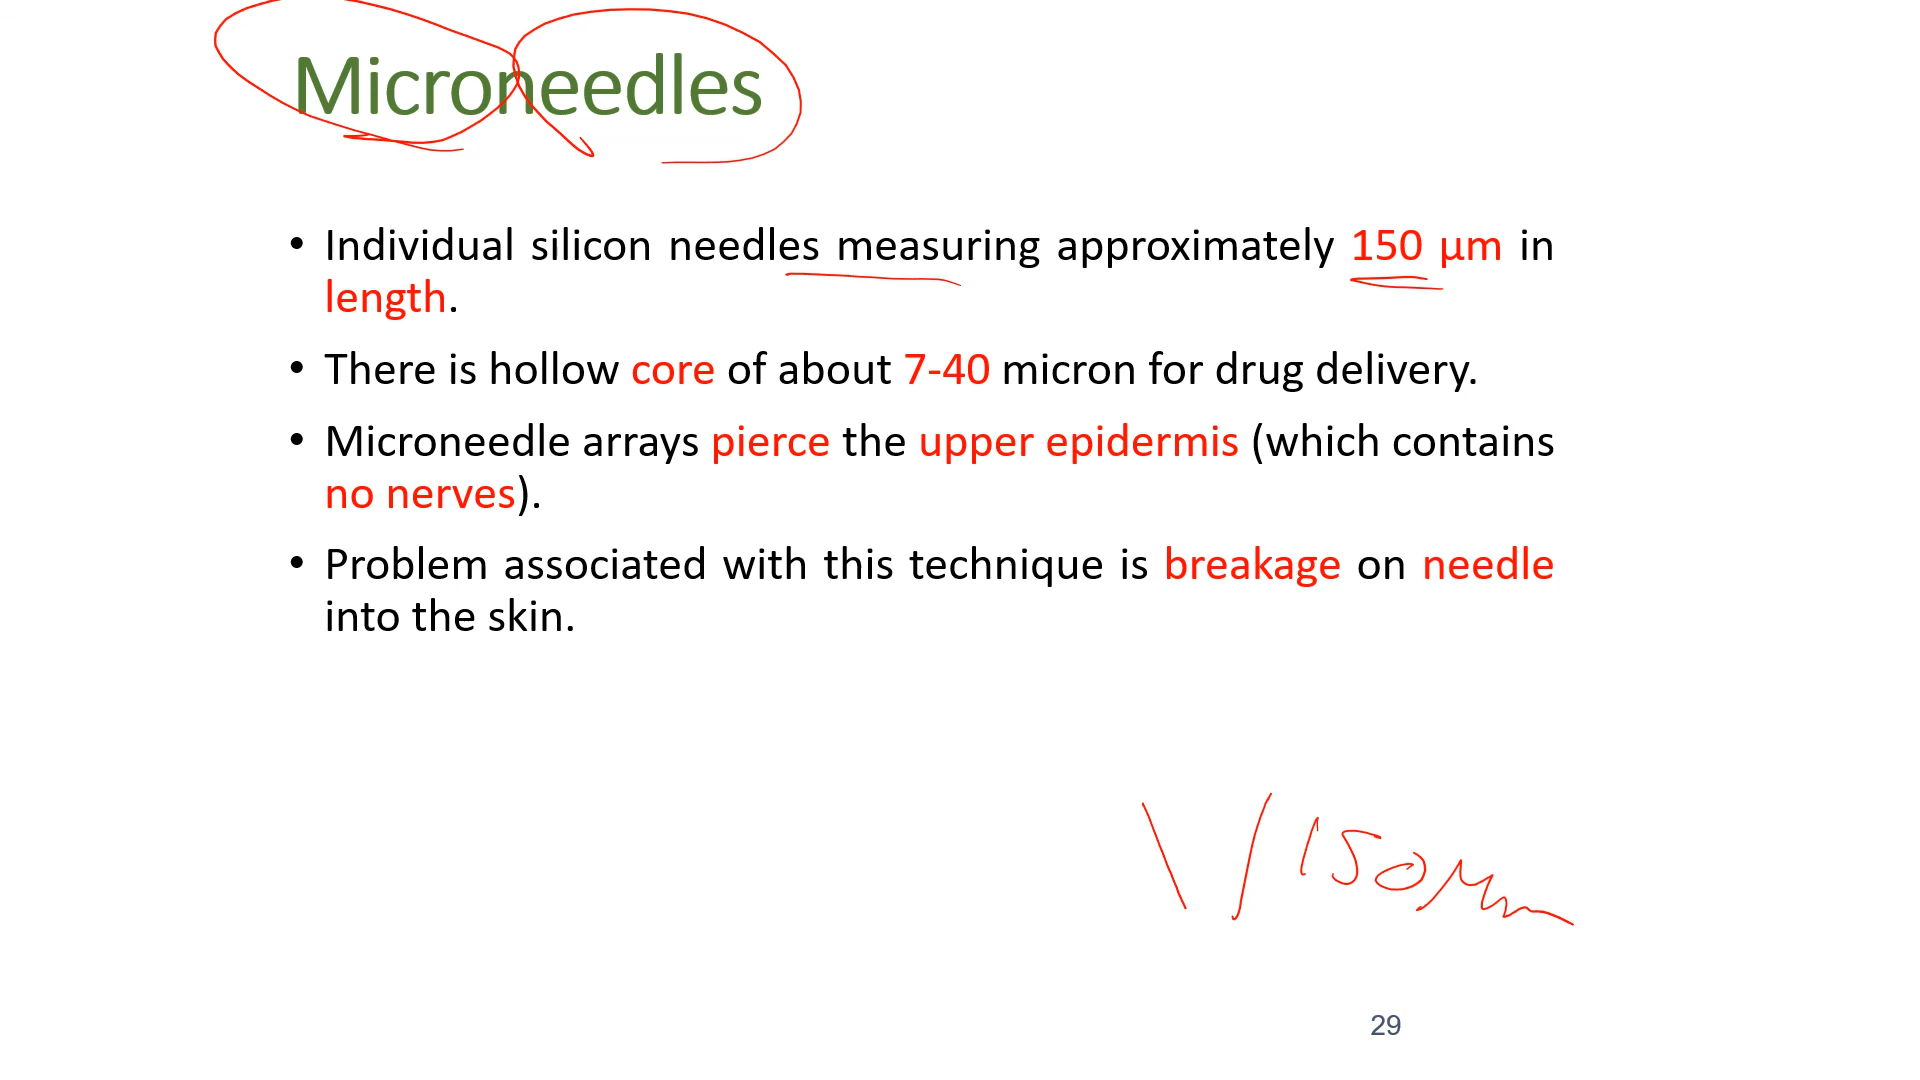 Microneedles
• Individual silicon needles measuring approximately 150 µm in
length.
• There is hollow core of about 7-40 micron for drug delivery.
• Microneedle arrays pierce the upper epidermis (which contains
no nerves).
• Problem associated with this technique is breakage on needle
into the skin.
150 µm
29